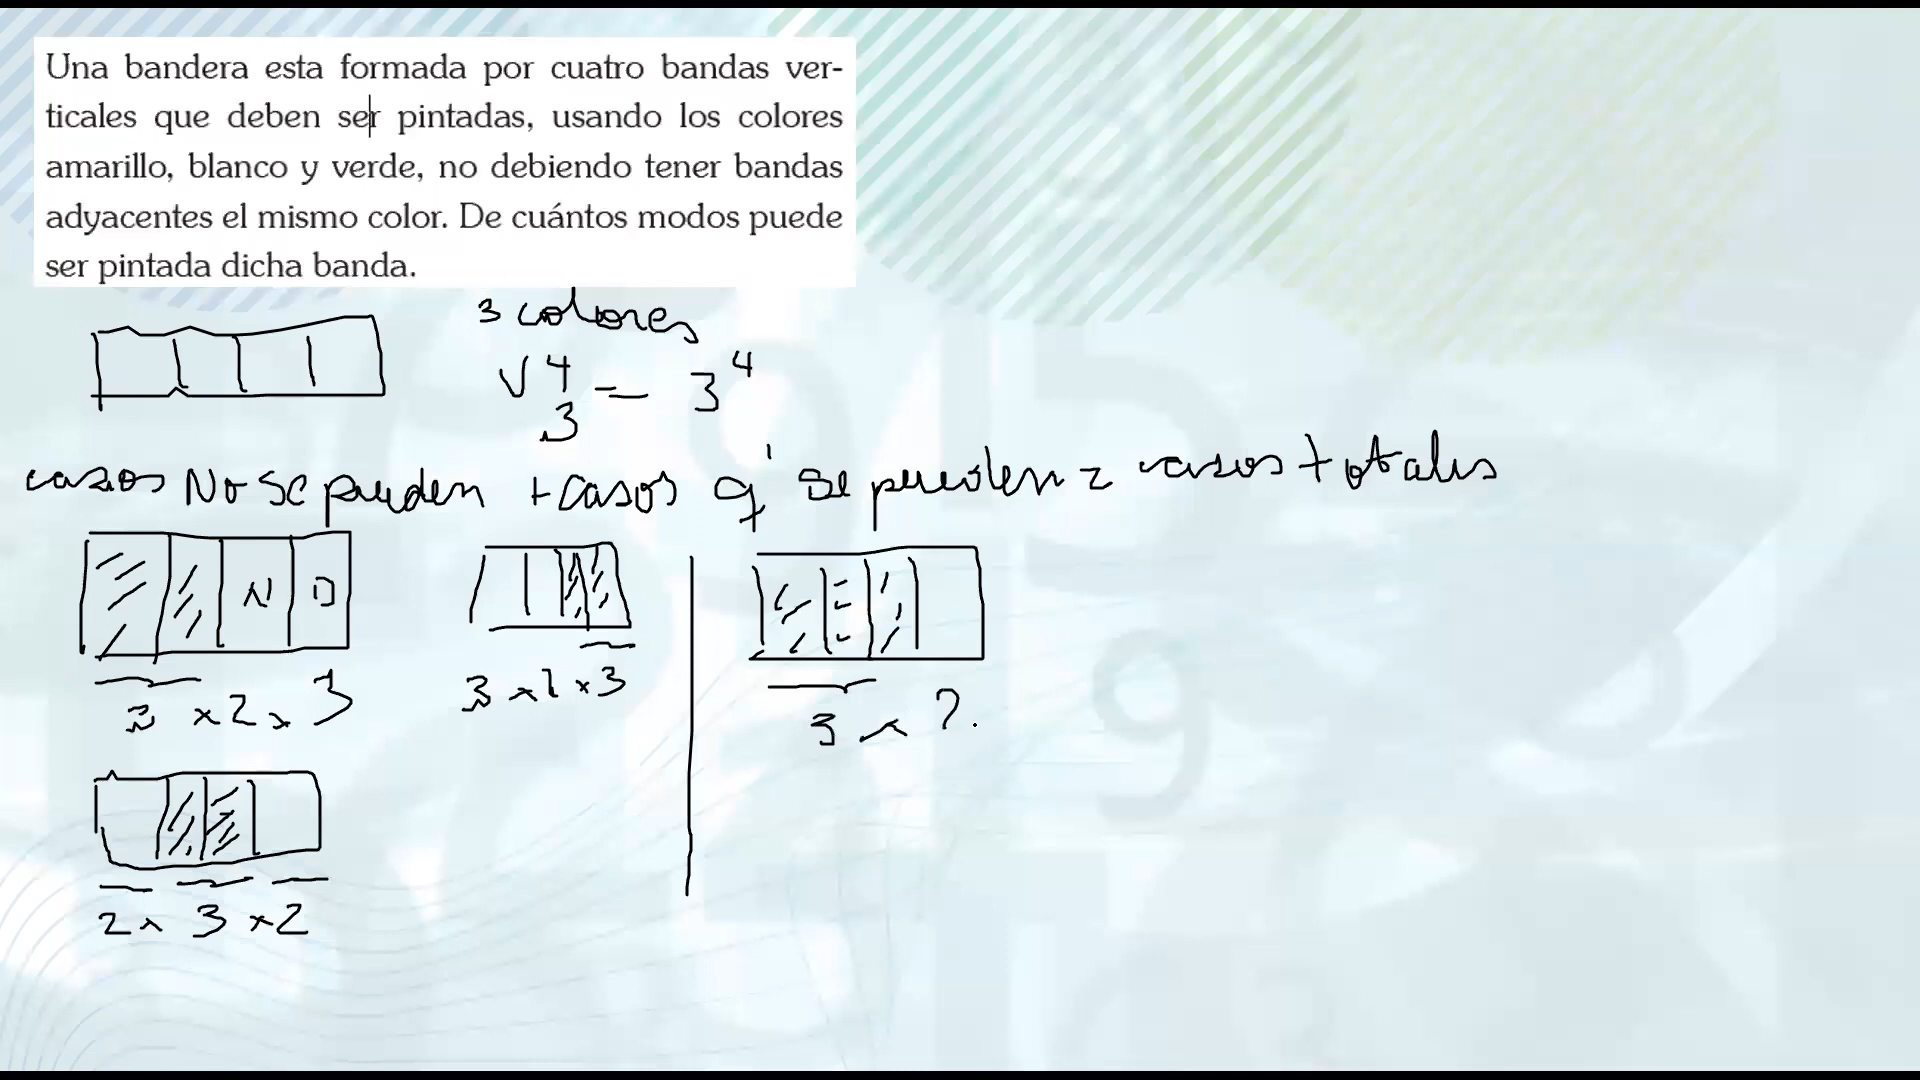 Una bandera esta formada por cuatro bandas ver-
ticales que deben ser pintadas, usando los colores
amarillo, blanco y verde, no debiendo tener bandas
adyacentes el mismo color. De cuántos modos puede
ser pintada dicha banda.
3 colores
V 4 3 = 3^4
casos No se pueden + casos q' se pueden = casos totales
N D
3 x 2 x 3
3 x 2 x 3
3 x ?
2 x 3 x 2